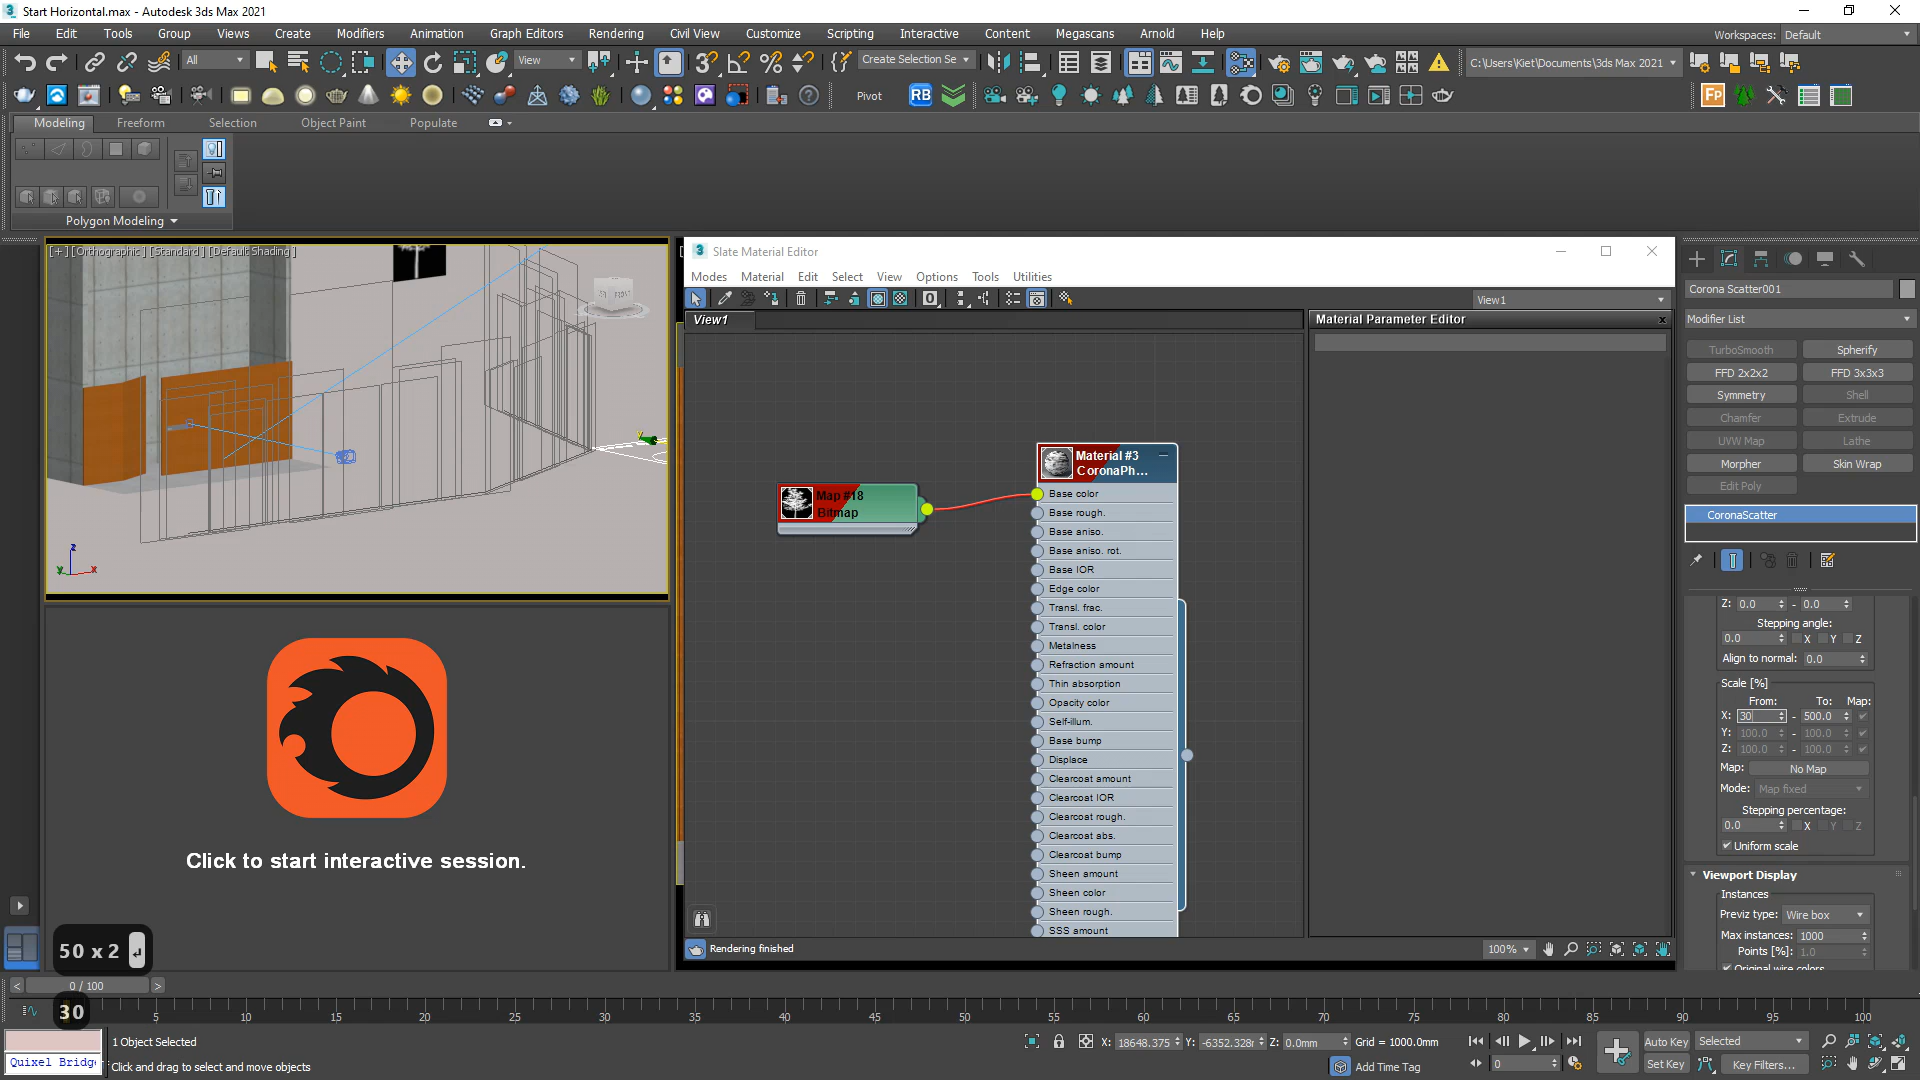 Start Horizontal.max - Autodesk 3ds Max 2021
File Edit Tools Group Views Create Modifiers Animation Graph Editors Rendering Civil View Customize Scripting Interactive Content Megascans Arnold Help
Workspaces: Default
All View Create Selection Se C:\Users\Kiet\Documents\3ds Max 2021
Pivot RB Fp
Modeling Freeform Selection Object Paint Populate
Polygon Modeling
[+] [Orthographic] [Standard] [Default Shading]
FRONT
Click to start interactive session.
50 x 2
30
Slate Material Editor
Modes Material Edit Select View Options Tools Utilities
View1
View1
Material Parameter Editor
Map #18
Bitmap
Material #3
CoronaPh...
Base color
Base rough.
Base aniso.
Base aniso. rot.
Base IOR
Edge color
Transl. frac.
Transl. color
Metalness
Refraction amount
Thin absorption
Opacity color
Self-illum.
Base bump
Displace
Clearcoat amount
Clearcoat IOR
Clearcoat rough.
Clearcoat abs.
Clearcoat bump
Sheen amount
Sheen color
Sheen rough.
SSS amount
Rendering finished
100%
Corona Scatter001
Modifier List
TurboSmooth Spherify
FFD 2x2x2 FFD 3x3x3
Symmetry Shell
Chamfer Extrude
UVW Map Lathe
Morpher Skin Wrap
Edit Poly
CoronaScatter
Z: 0.0 - 0.0
Stepping angle:
0.0 X Y Z
Align to normal: 0.0
Scale [%]
From: To: Map:
X: 30 - 500.0
Y: 100.0 - 100.0
Z: 100.0 - 100.0
Map: No Map
Mode: Map fixed
Stepping percentage:
0.0 X Y Z
Uniform scale
Viewport Display
Instances
Previz type: Wire box
Max instances: 1000
Points [%]: 1.0
Original wire colors
0 / 100
5 10 15 20 25 30 35 40 45 50 55 60 65 70 75 80 85 90 95 100
1 Object Selected
Quixel Bridg
Click and drag to select and move objects
X: 18648.375 Y: -6352.328 Z: 0.0mm Grid = 1000.0mm
Add Time Tag
0
Auto Key Selected
Set Key Key Filters...